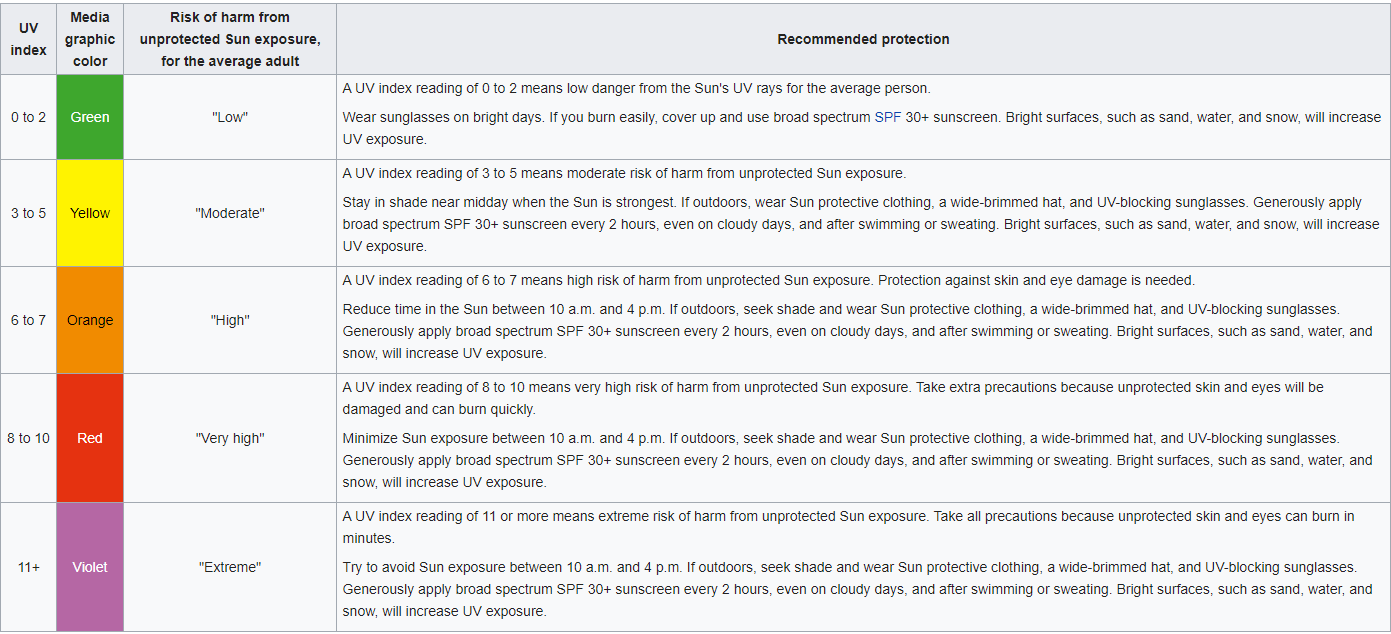 UV
index
Media
graphic
color
Risk of harm from
unprotected Sun exposure,
for the average adult
Recommended protection
0 to 2
Green
"Low"
A UV index reading of 0 to 2 means low danger from the Sun's UV rays for the average person.
Wear sunglasses on bright days. If you burn easily, cover up and use broad spectrum SPF 30+ sunscreen. Bright surfaces, such as sand, water, and snow, will increase
UV exposure.
3 to 5
Yellow
"Moderate"
A UV index reading of 3 to 5 means moderate risk of harm from unprotected Sun exposure.
Stay in shade near midday when the Sun is strongest. If outdoors, wear Sun protective clothing, a wide-brimmed hat, and UV-blocking sunglasses. Generously apply
broad spectrum SPF 30+ sunscreen every 2 hours, even on cloudy days, and after swimming or sweating. Bright surfaces, such as sand, water, and snow, will increase
UV exposure.
6 to 7
Orange
"High"
A UV index reading of 6 to 7 means high risk of harm from unprotected Sun exposure. Protection against skin and eye damage is needed.
Reduce time in the Sun between 10 a.m. and 4 p.m. If outdoors, seek shade and wear Sun protective clothing, a wide-brimmed hat, and UV-blocking sunglasses.
Generously apply broad spectrum SPF 30+ sunscreen every 2 hours, even on cloudy days, and after swimming or sweating. Bright surfaces, such as sand, water, and
snow, will increase UV exposure.
8 to 10
Red
"Very high"
A UV index reading of 8 to 10 means very high risk of harm from unprotected Sun exposure. Take extra precautions because unprotected skin and eyes will be
damaged and can burn quickly.
Minimize Sun exposure between 10 a.m. and 4 p.m. If outdoors, seek shade and wear Sun protective clothing, a wide-brimmed hat, and UV-blocking sunglasses.
Generously apply broad spectrum SPF 30+ sunscreen every 2 hours, even on cloudy days, and after swimming or sweating. Bright surfaces, such as sand, water, and
snow, will increase UV exposure.
11+
Violet
"Extreme"
A UV index reading of 11 or more means extreme risk of harm from unprotected Sun exposure. Take all precautions because unprotected skin and eyes can burn in
minutes.
Try to avoid Sun exposure between 10 a.m. and 4 p.m. If outdoors, seek shade and wear Sun protective clothing, a wide-brimmed hat, and UV-blocking sunglasses.
Generously apply broad spectrum SPF 30+ sunscreen every 2 hours, even on cloudy days, and after swimming or sweating. Bright surfaces, such as sand, water, and
snow, will increase UV exposure.